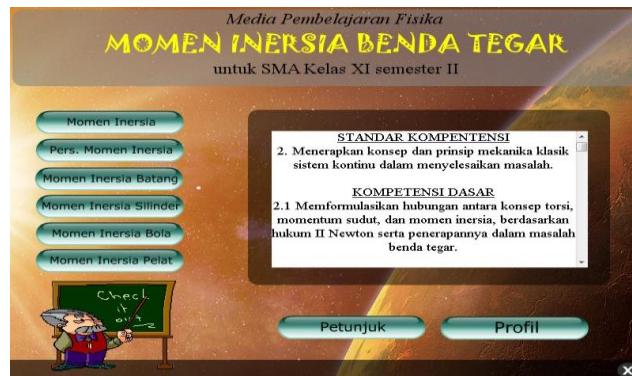 Media Pembelajaran Fisika
MOMEN INERSIA BENDA TEGAR
untuk SMA Kelas XI semester II
Momen Inersia
Pers. Momen Inersia
Momen Inersia Batang
Momen Inersia Silinder
Momen Inersia Bola
Momen Inersia Pelat
STANDAR KOMPENTENSI
2. Menerapkan konsep dan prinsip mekanika klasik
sistem kontinu dalam menyelesaikan masalah.
KOMPETENSI DASAR
2.1 Memformulasikan hubungan antara konsep torsi,
momentum sudut, dan momen inersia, berdasarkan
hukum II Newton serta penerapannya dalam masalah
benda tegar.
Check
it
out
Petunjuk
Profil